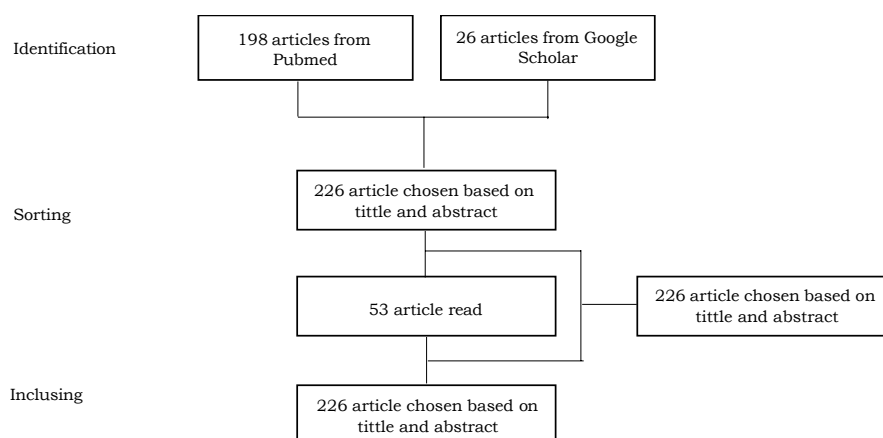 Identification
198 articles from
Pubmed
26 articles from Google
Scholar
Sorting
226 article chosen based on
tittle and abstract
53 article read
226 article chosen based on
tittle and abstract
Inclusing
226 article chosen based on
tittle and abstract